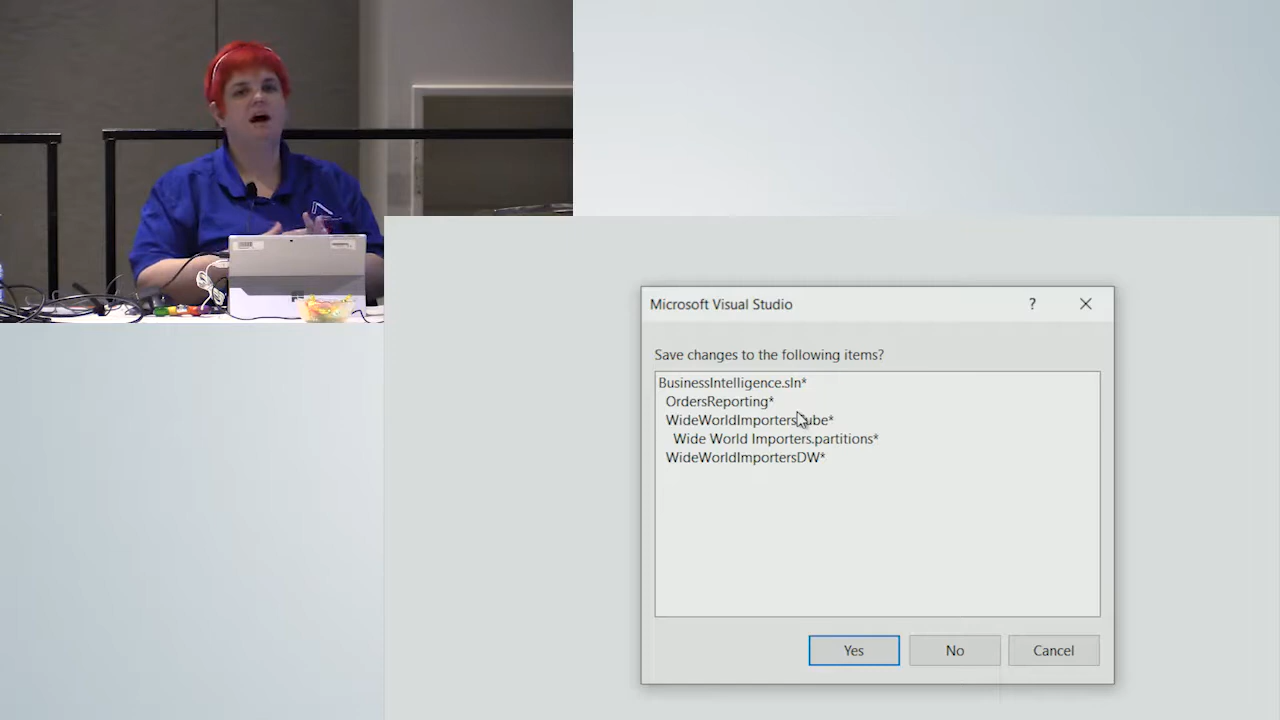 Microsoft Visual Studio
?
Save changes to the following items?
BusinessIntelligence.sln*
OrdersReporting*
WideWorldImportersCube*
Wide World Importers.partitions*
WideWorldImportersDW*
Yes
No
Cancel